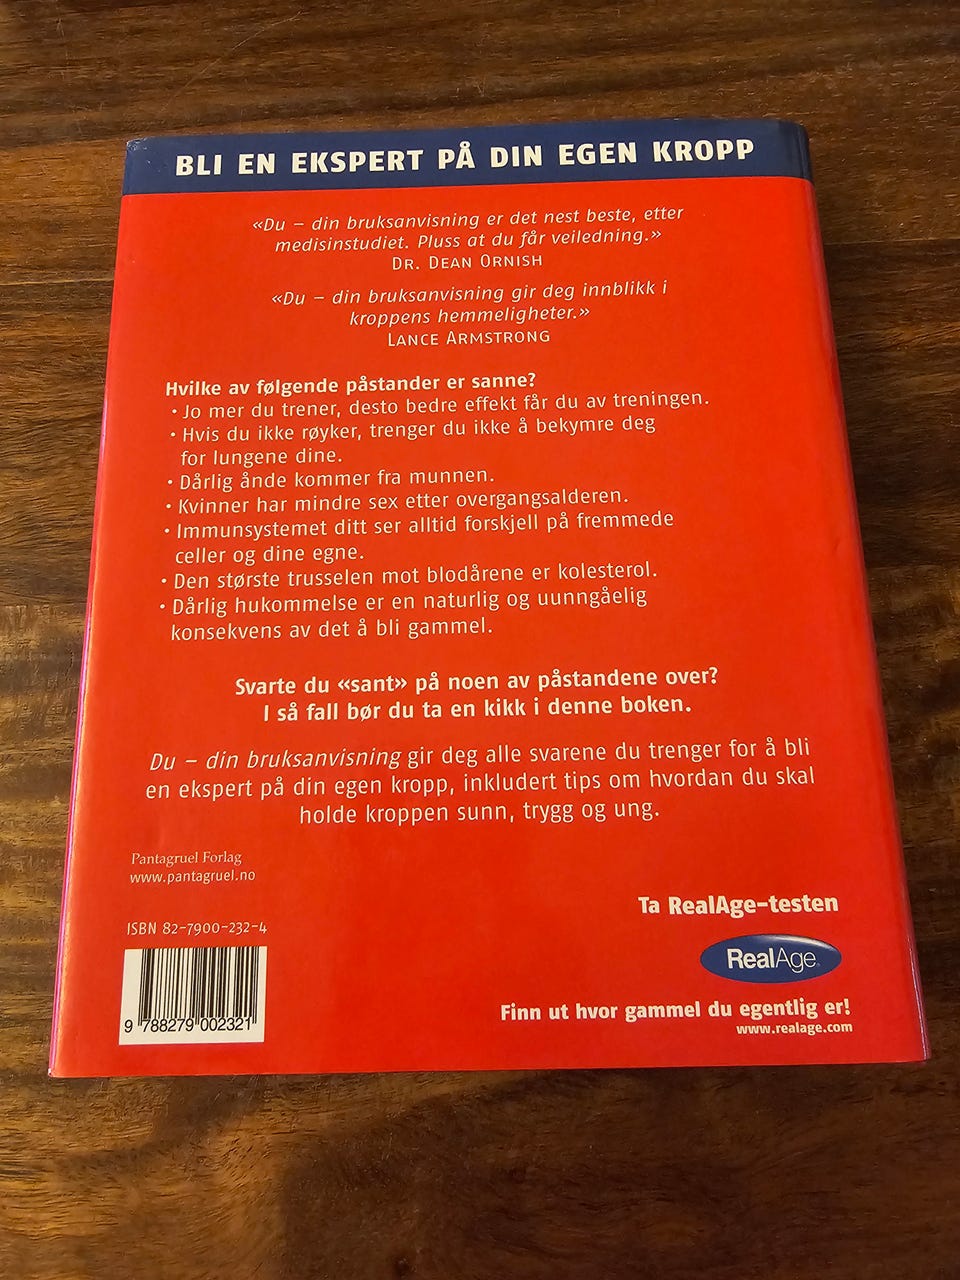 BLI EN EKSPERT PÅ DIN EGEN KROPP
«Du – din bruksanvisning er det nest beste, etter
medisinstudiet. Pluss at du får veiledning.»
DR. DEAN ORNISH
«Du – din bruksanvisning gir deg innblikk i
kroppens hemmeligheter.»
LANCE ARMSTRONG
Hvilke av følgende påstander er sanne?
• Jo mer du trener, desto bedre effekt får du av treningen.
• Hvis du ikke røyker, trenger du ikke å bekymre deg
for lungene dine.
• Dårlig ånde kommer fra munnen.
• Kvinner har mindre sex etter overgangsalderen.
• Immunsystemet ditt ser alltid forskjell på fremmede
celler og dine egne.
• Den største trusselen mot blodårene er kolesterol.
• Dårlig hukommelse er en naturlig og uunngåelig
konsekvens av det å bli gammel.
Svarte du «sant» på noen av påstandene over?
I så fall bør du ta en kikk i denne boken.
Du – din bruksanvisning gir deg alle svarene du trenger for å bli
en ekspert på din egen kropp, inkludert tips om hvordan du skal
holde kroppen sunn, trygg og ung.
Pantagruel Forlag
www.pantagruel.no
ISBN 82-7900-232-4
9 788279 002321
Ta RealAge-testen
RealAge
Finn ut hvor gammel du egentlig er!
www.realage.com